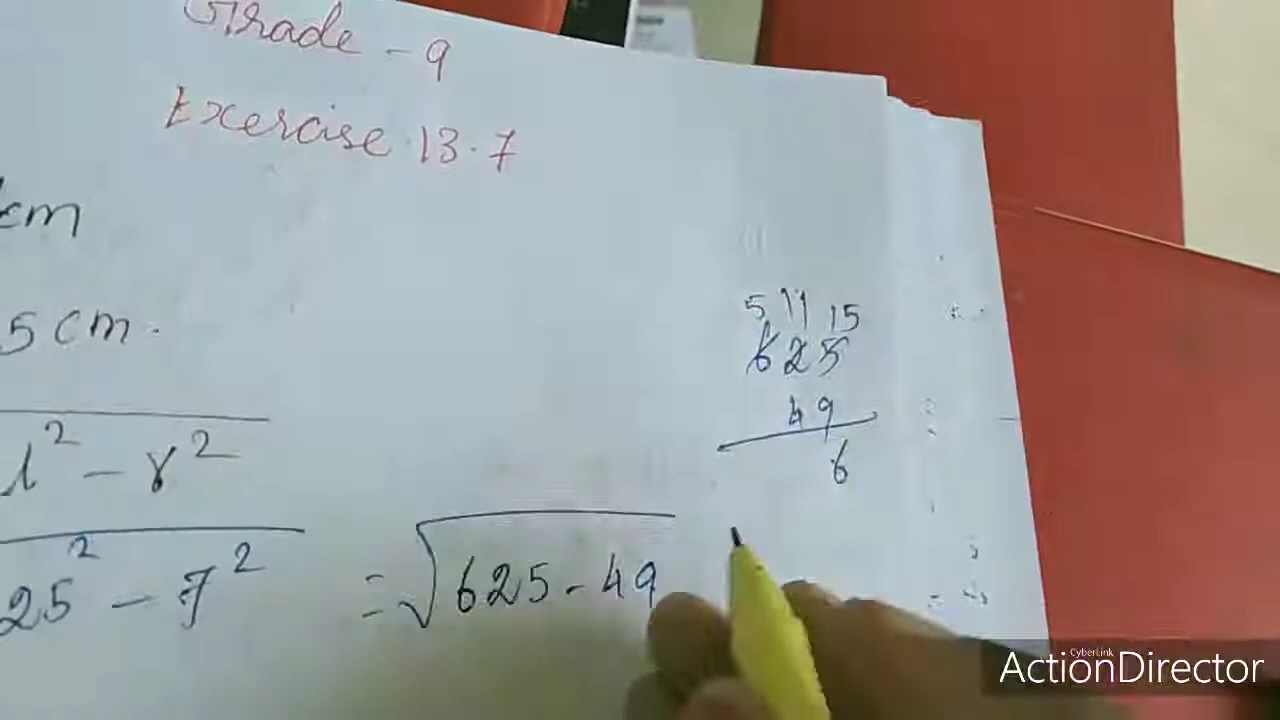 Grade - 9
Exercise 13.7
cm
5 cm.
l² - r²
25² - 7² = √625 - 49
5 11 15
625
49
6
CyberLink
ActionDirector